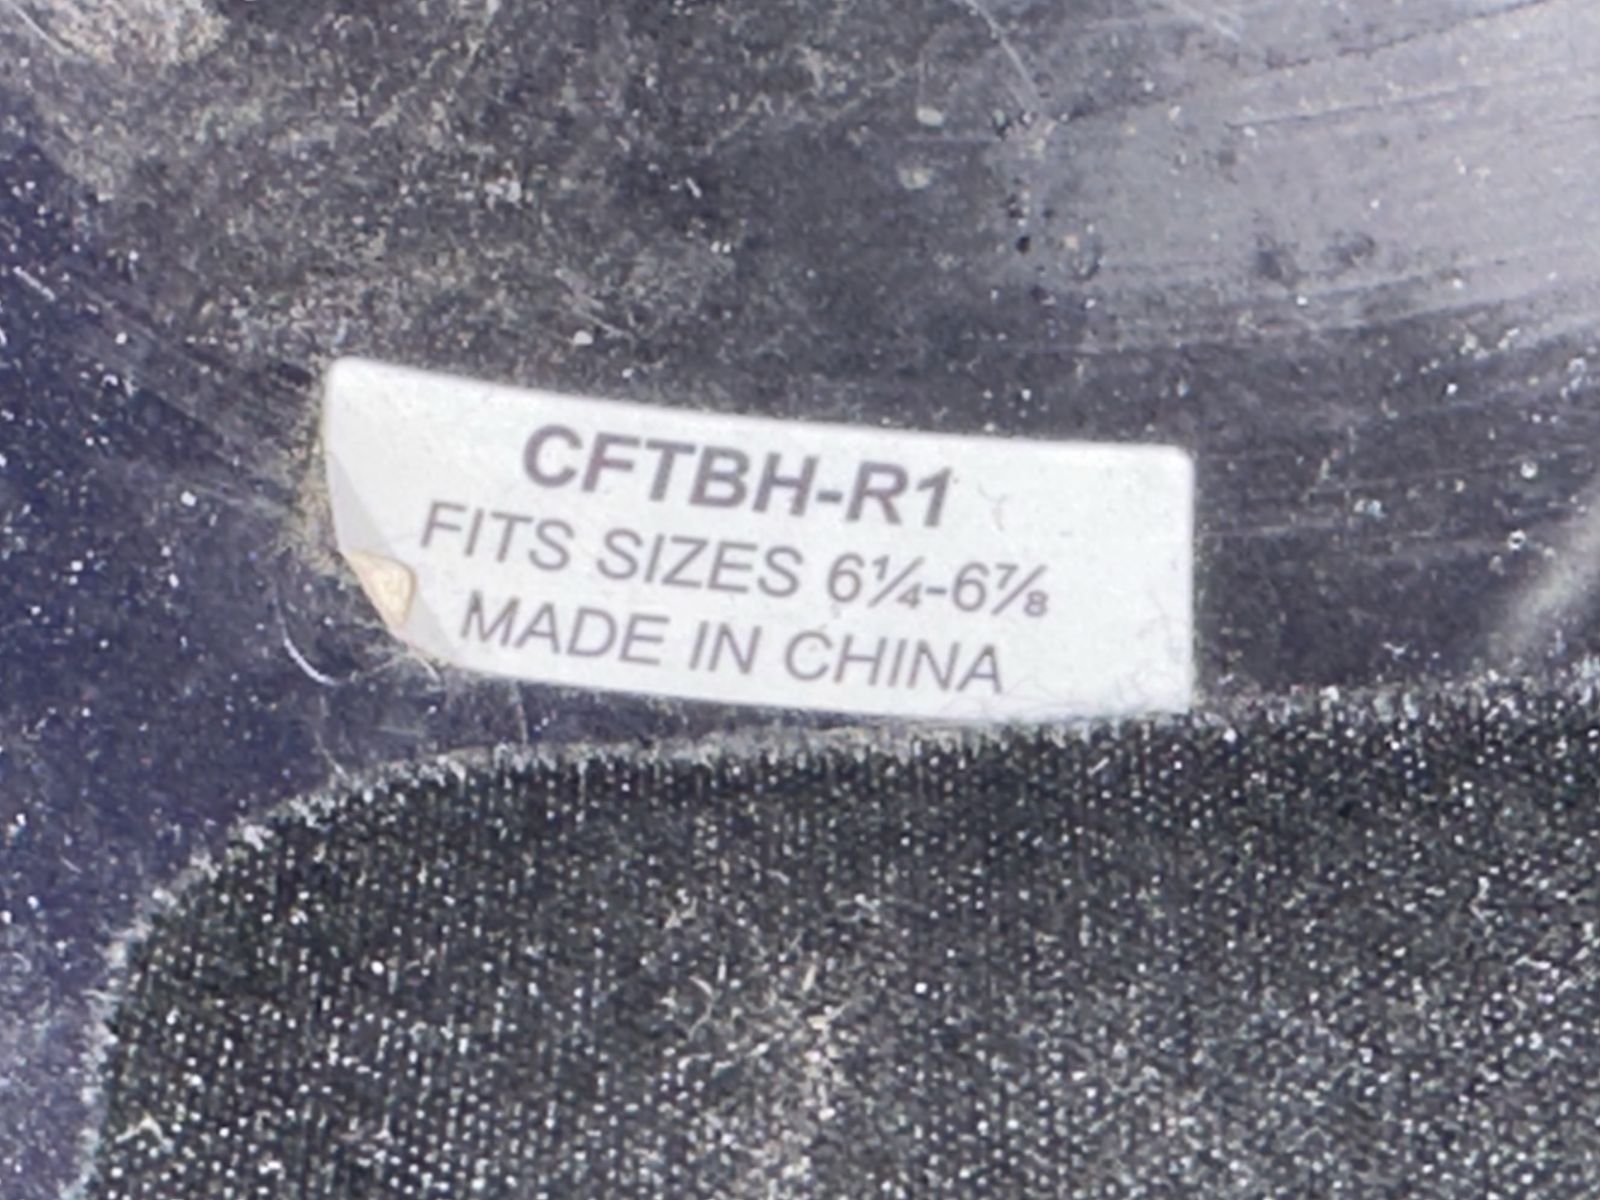 CFTBH-R1
FITS SIZES 6¼-6⅞
MADE IN CHINA